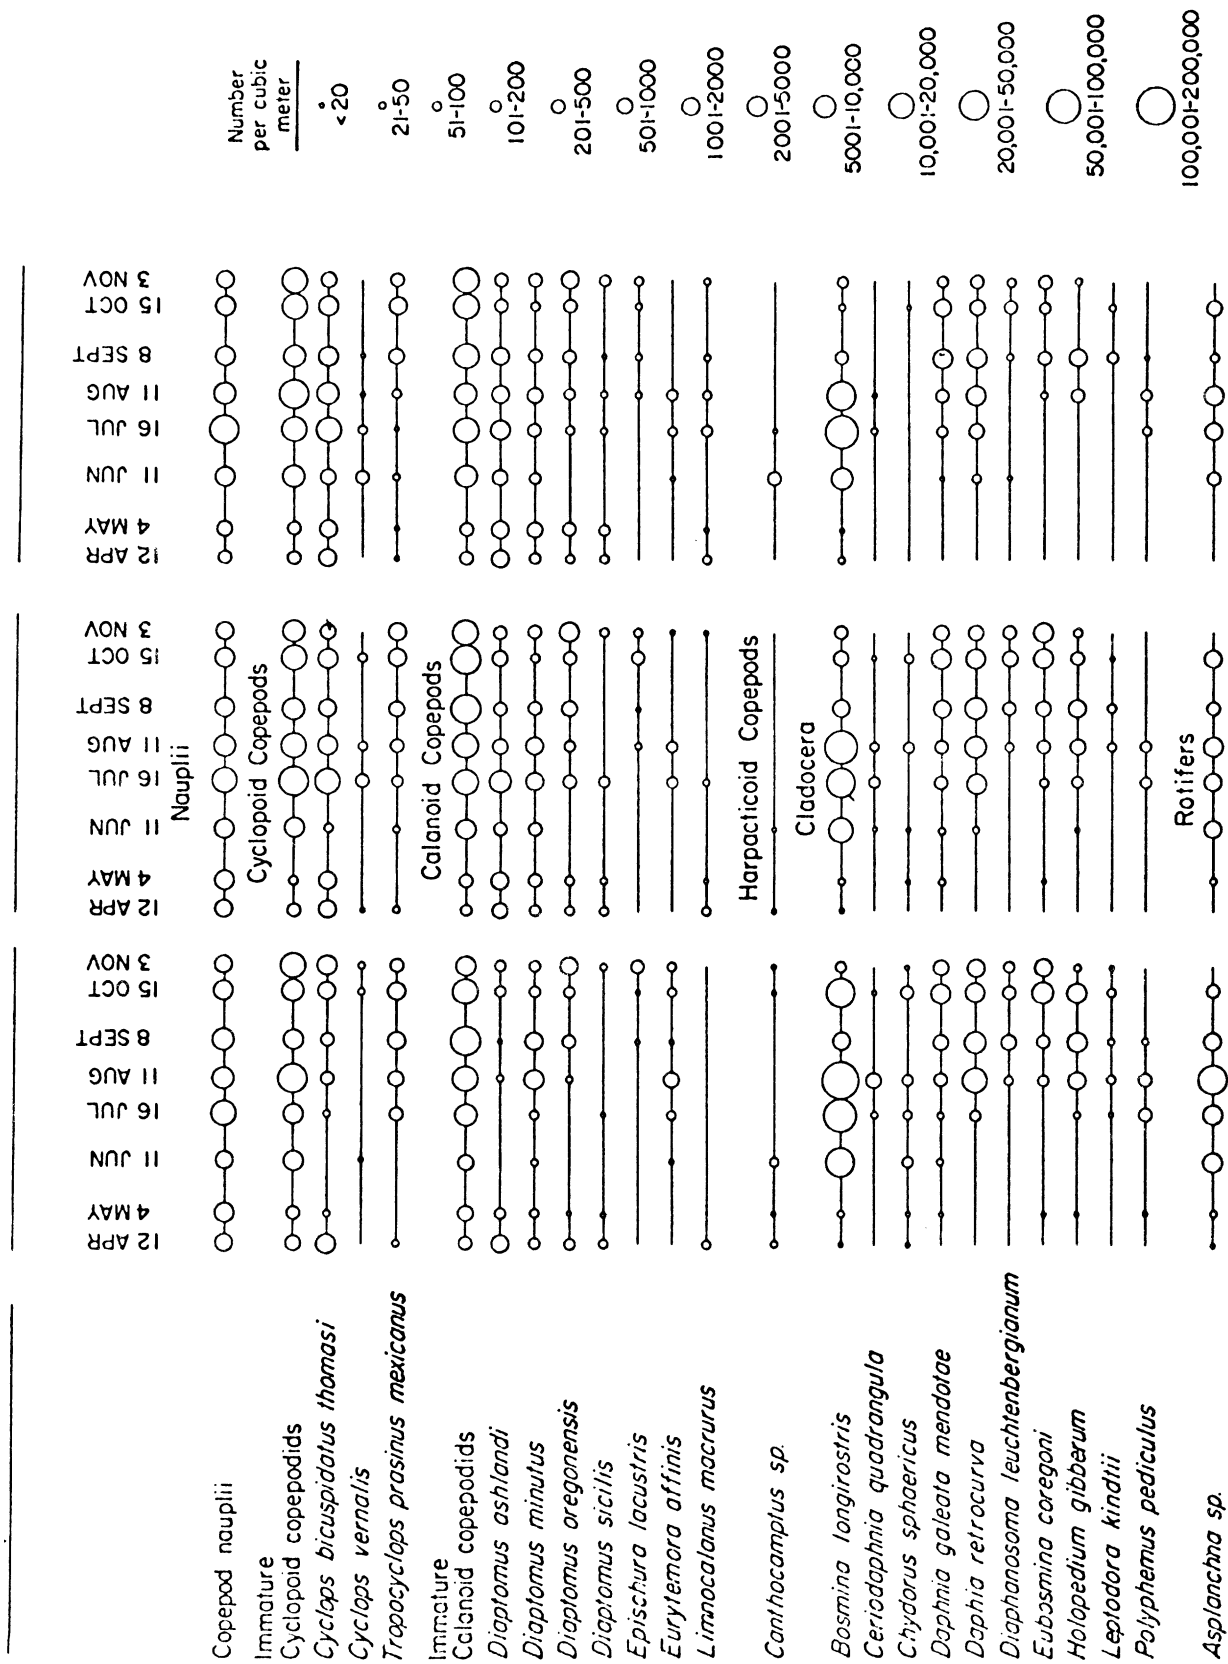 12 APR
4 MAY
11 JUN
16 JUL
11 AUG
8 SEPT
15 OCT
3 NOV
12 APR
4 MAY
11 JUN
16 JUL
11 AUG
8 SEPT
15 OCT
3 NOV
12 APR
4 MAY
11 JUN
16 JUL
11 AUG
8 SEPT
15 OCT
3 NOV
Nauplii
Copepod nauplii
Cyclopoid Copepods
Immature
Cyclopoid copepodids
Cyclops bicuspidatus thomasi
Cyclops vernalis
Tropocyclops prasinus mexicanus
Calanoid Copepods
Immature
Calanoid copepodids
Diaptomus ashlandi
Diaptomus minutus
Diaptomus oregonensis
Diaptomus sicilis
Epischura lacustris
Eurytemora affinis
Limnocalanus macrurus
Harpacticoid Copepods
Canthocamptus sp.
Cladocera
Bosmina longirostris
Ceriodaphnia quadrangula
Chydorus sphaericus
Daphnia galeata mendotae
Daphia retrocurva
Diaphanosoma leuchtenbergianum
Eubosmina coregoni
Holopedium gibberum
Leptodora kindtii
Polyphemus pediculus
Rotifers
Asplanchna sp.
Number
per cubic
meter
<20
21-50
51-100
101-200
201-500
501-1000
1001-2000
2001-5000
5001-10,000
10,001-20,000
20,001-50,000
50,001-100,000
100,001-200,000